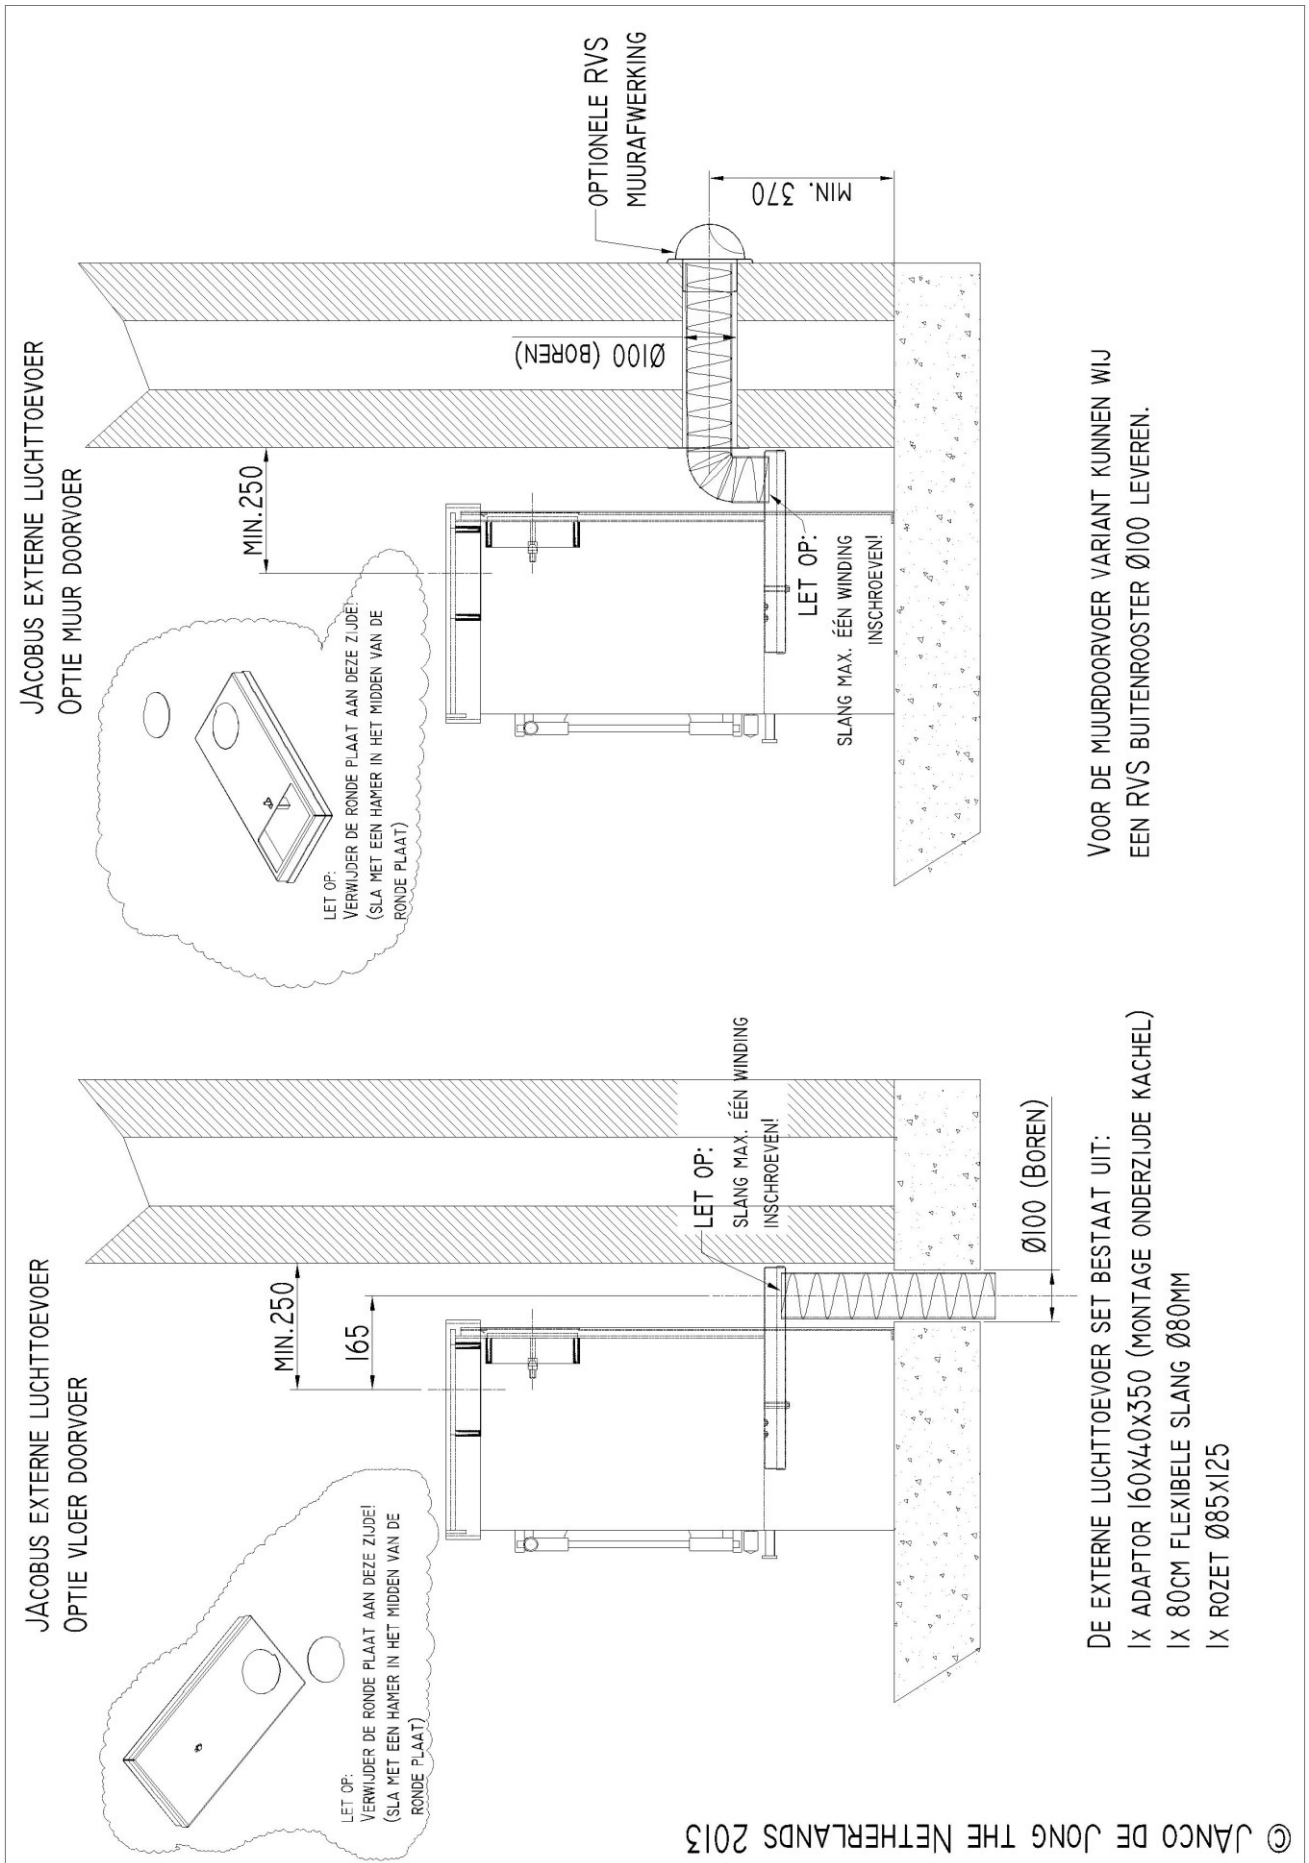 JACOBUS EXTERNE LUCHTTOEVOER
OPTIE VLOER DOORVOER
LET OP:
VERWIJDER DE RONDE PLAAT AAN DEZE ZIJDE!
(SLA MET EEN HAMER IN HET MIDDEN VAN DE
RONDE PLAAT)
MIN.250
165
LET OP:
SLANG MAX. ÉÉN WINDING
INSCHROEVEN!
Ø100 (BOREN)
DE EXTERNE LUCHTTOEVOER SET BESTAAT UIT:
1X ADAPTOR 160X40X350 (MONTAGE ONDERZIJDE KACHEL)
1X 80CM FLEXIBELE SLANG Ø80MM
1X ROZET Ø85X125
JACOBUS EXTERNE LUCHTTOEVOER
OPTIE MUUR DOORVOER
LET OP:
VERWIJDER DE RONDE PLAAT AAN DEZE ZIJDE!
(SLA MET EEN HAMER IN HET MIDDEN VAN DE
RONDE PLAAT)
MIN.250
Ø100 (BOREN)
OPTIONELE RVS
MUURAFWERKING
MIN. 370
LET OP:
SLANG MAX. ÉÉN WINDING
INSCHROEVEN!
VOOR DE MUURDOORVOER VARIANT KUNNEN WIJ
EEN RVS BUITENROOSTER Ø100 LEVEREN.
© JANCO DE JONG THE NETHERLANDS 2013